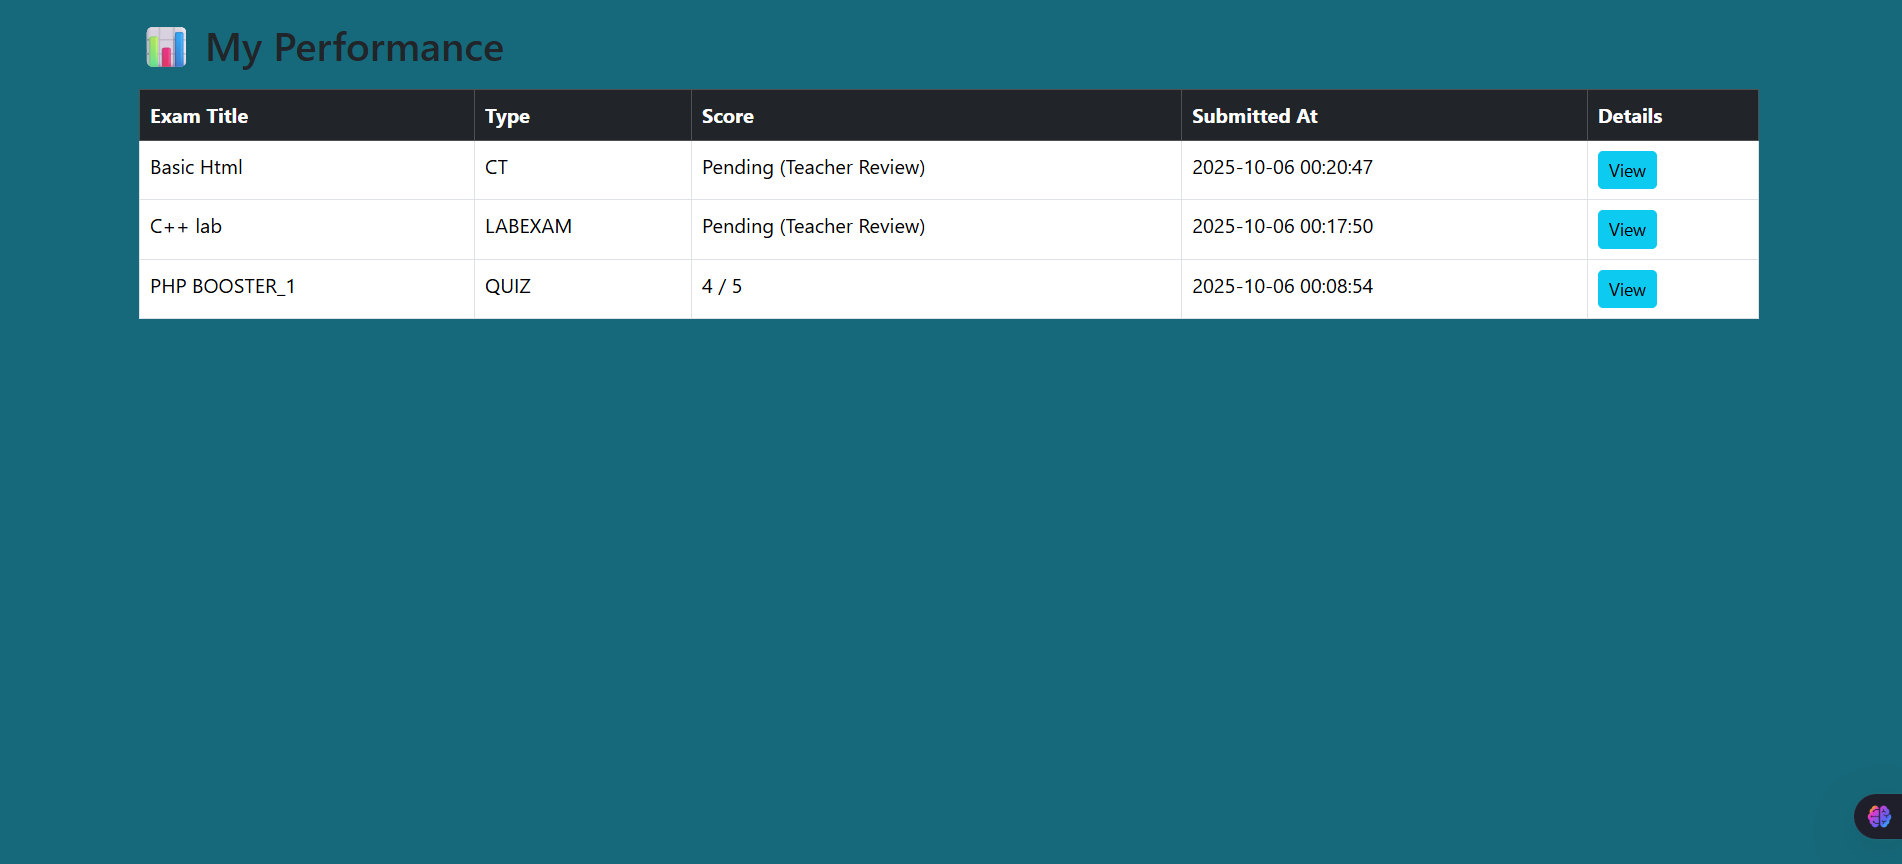 My Performance
Exam Title Type Score Submitted At Details
Basic Html CT Pending (Teacher Review) 2025-10-06 00:20:47 View
C++ lab LABEXAM Pending (Teacher Review) 2025-10-06 00:17:50 View
PHP BOOSTER_1 QUIZ 4 / 5 2025-10-06 00:08:54 View